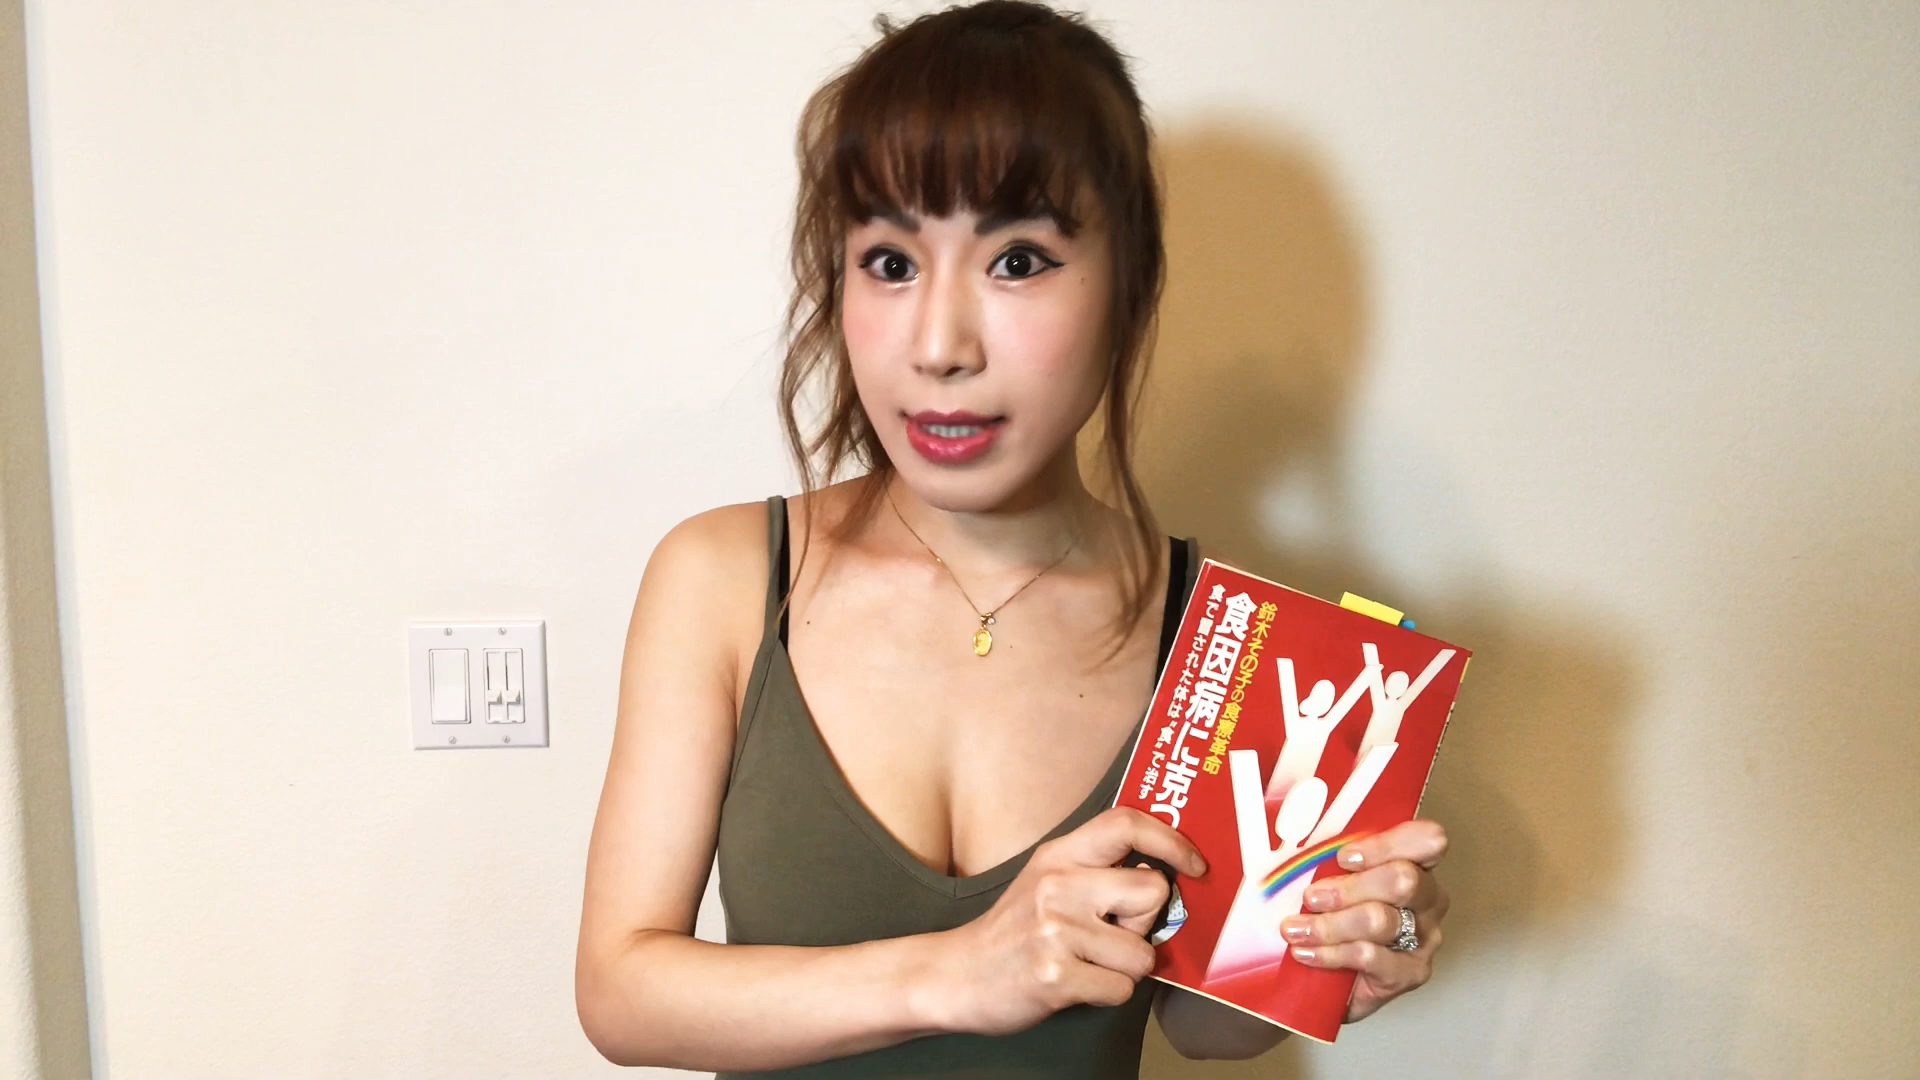 鈴木その子の食療革命
食因病に克つ
食で壊された体は“食”で治す